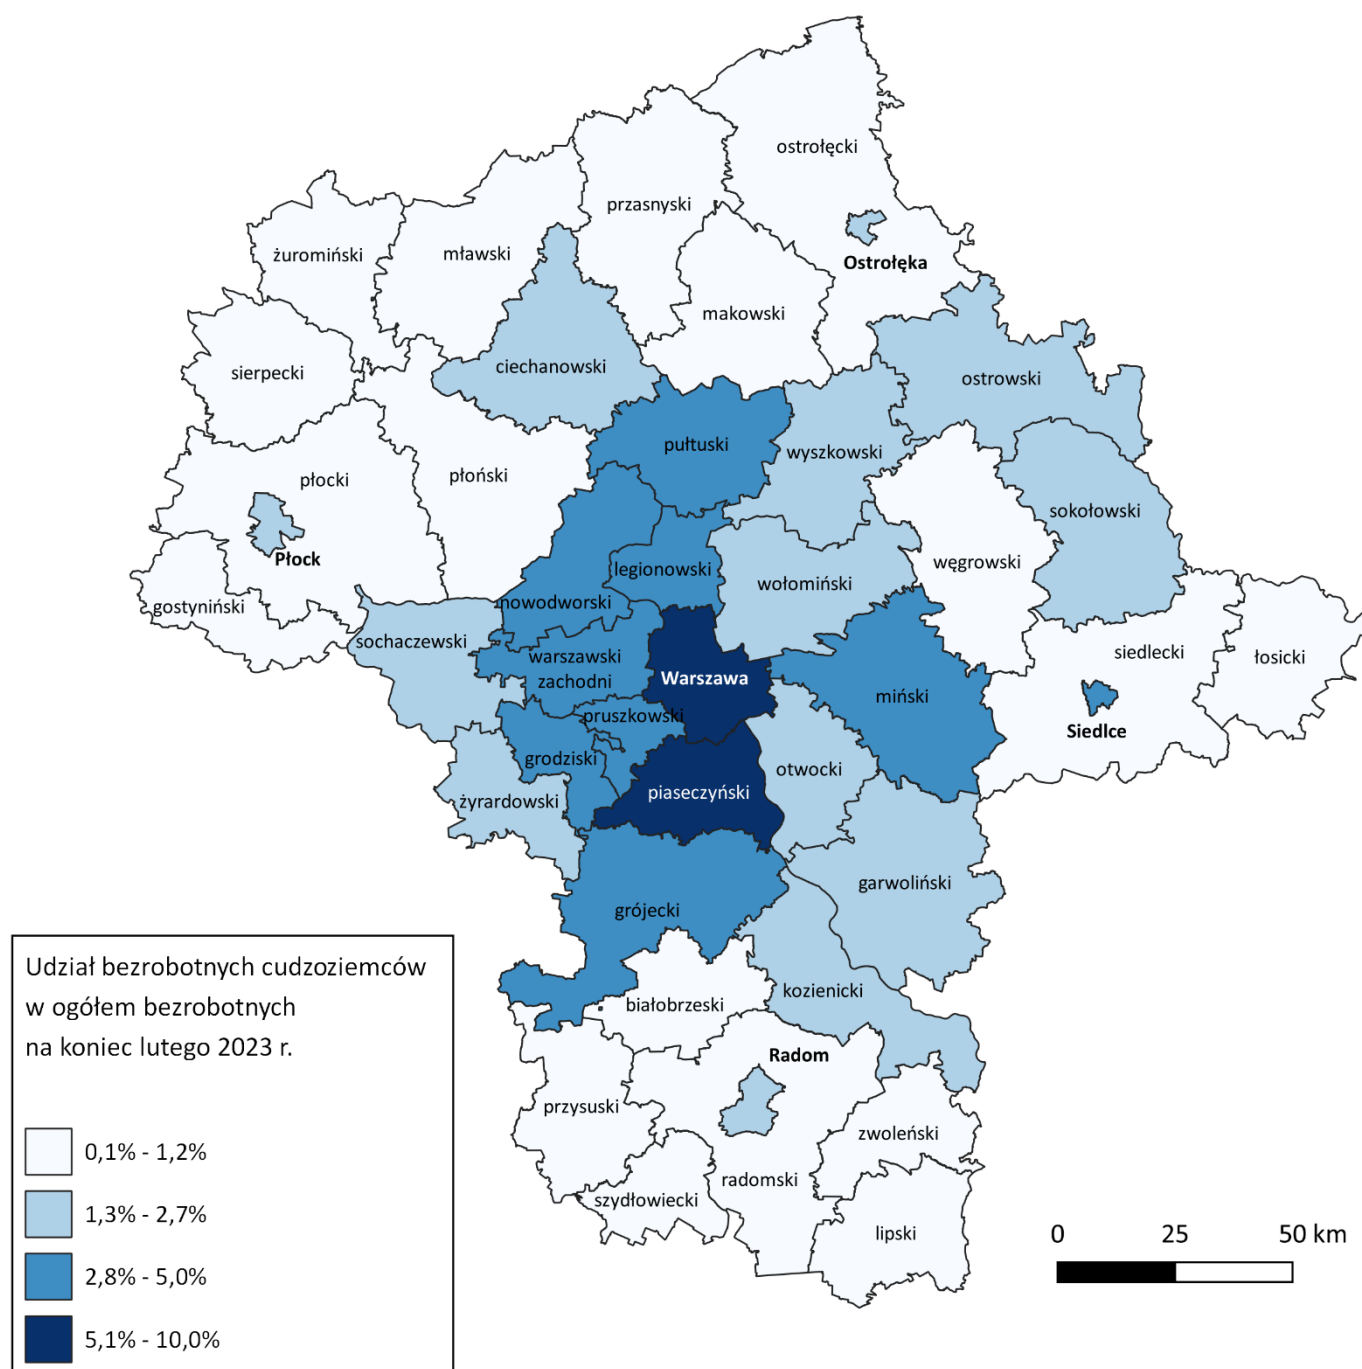 ostrołęcki
przasnyski
Ostrołęka
żuromiński
mławski
makowski
sierpecki
ciechanowski
ostrowski
pułtuski
wyszkowski
płocki
płoński
sokołowski
Płock
węgrowski
legionowski
wołomiński
gostyniński
nowodworski
sochaczewski
siedlecki
łosicki
warszawski
zachodni
Warszawa
miński
pruszkowski
Siedlce
grodziski
otwocki
piaseczyński
żyrardowski
garwoliński
grójecki
kozienicki
białobrzeski
Radom
przysuski
zwoleński
radomski
szydłowiecki
lipski
Udział bezrobotnych cudzoziemców
w ogółem bezrobotnych
na koniec lutego 2023 r.
0,1% - 1,2%
1,3% - 2,7%
2,8% - 5,0%
5,1% - 10,0%
0 25 50 km